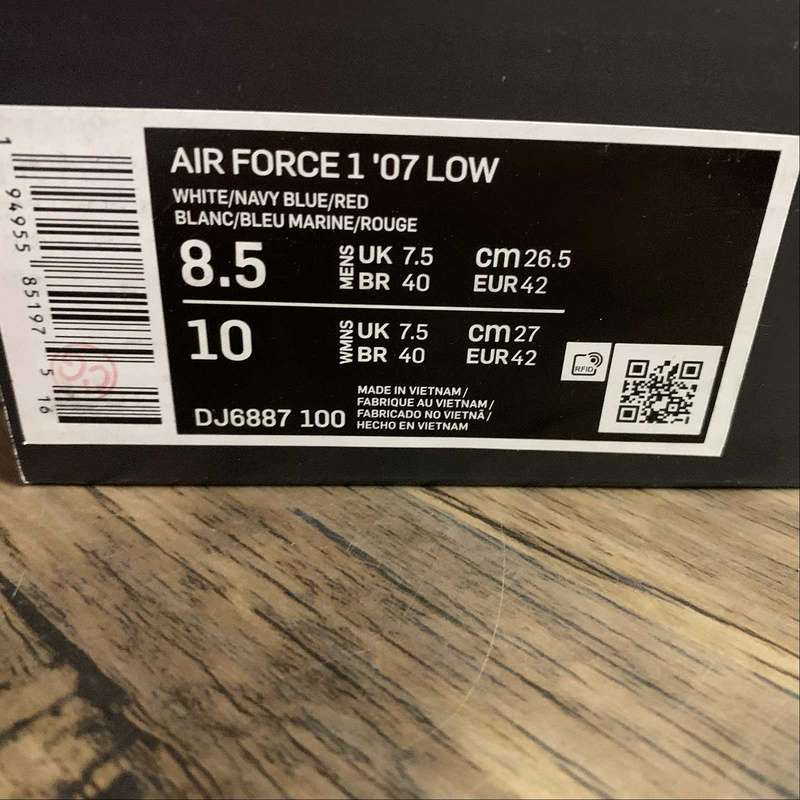 AIR FORCE 1 '07 LOW
WHITE/NAVY BLUE/RED
BLANC/BLEU MARINE/ROUGE
8.5 MENS UK 7.5 cm 26.5
BR 40 EUR 42
10 WMNS UK 7.5 cm 27
BR 40 EUR 42
RFID
DJ6887 100
MADE IN VIETNAM /
FABRIQUE AU VIETNAM /
FABRICADO NO VIETNÃ /
HECHO EN VIETNAM
1 94955 85197 5 16